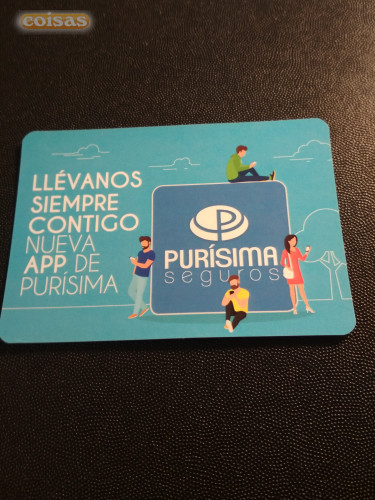 coisas
LLÉVANOS
SIEMPRE
CONTIGO
NUEVA
APP DE
PURÍSIMA
P
PURÍSIMA
seguros